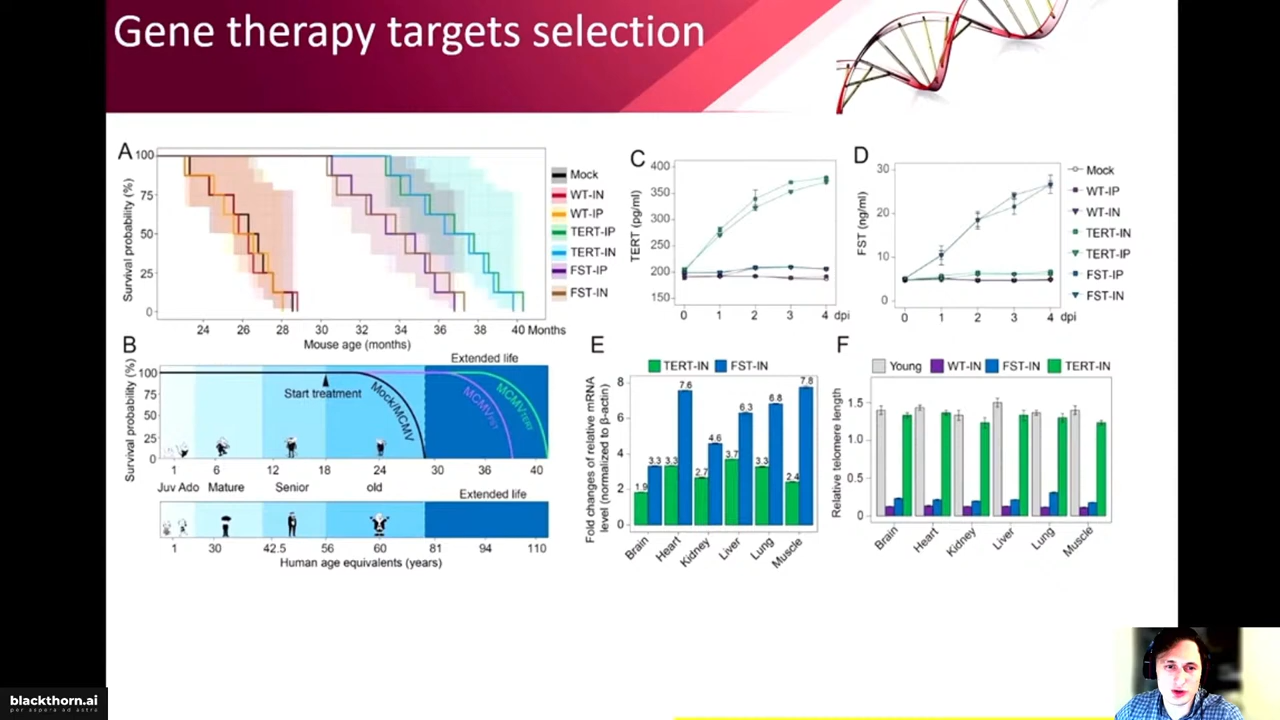 Gene therapy targets selection
A
Survival probability (%)
100
75
50
25
0
24 26 28 30 32 34 36 38 40 Months
Mouse age (months)
Mock
WT-IN
WT-IP
TERT-IP
TERT-IN
FST-IP
FST-IN
B
Survival probability (%)
100
75
50
25
0
Extended life
Start treatment
Mock/MCMV
MCMV
MCMV
1 6 12 18 24 30 36 40
Juv Ado Mature Senior old
Extended life
1 30 42.5 56 60 81 94 110
Human age equivalents (years)
C
TERT (pg/ml)
400
350
300
250
200
150
0 1 2 3 4 dpi
D
FST (ng/ml)
30
20
10
0
0 1 2 3 4 dpi
Mock
WT-IP
WT-IN
TERT-IN
TERT-IP
FST-IP
FST-IN
E
TERT-IN FST-IN
Fold changes of relative mRNA
level (normalized to β-actin)
8
6
4
2
0
1.9 3.3 3.3 7.6 2.7 4.6 3.7 6.3 3.3 6.8 2.4 7.8
Brain Heart Kidney Liver Lung Muscle
F
Young WT-IN FST-IN TERT-IN
Relative telomere length
1.5
1.0
0.5
0
Brain Heart Kidney Liver Lung Muscle
blackthorn.ai
per aspera ad astra